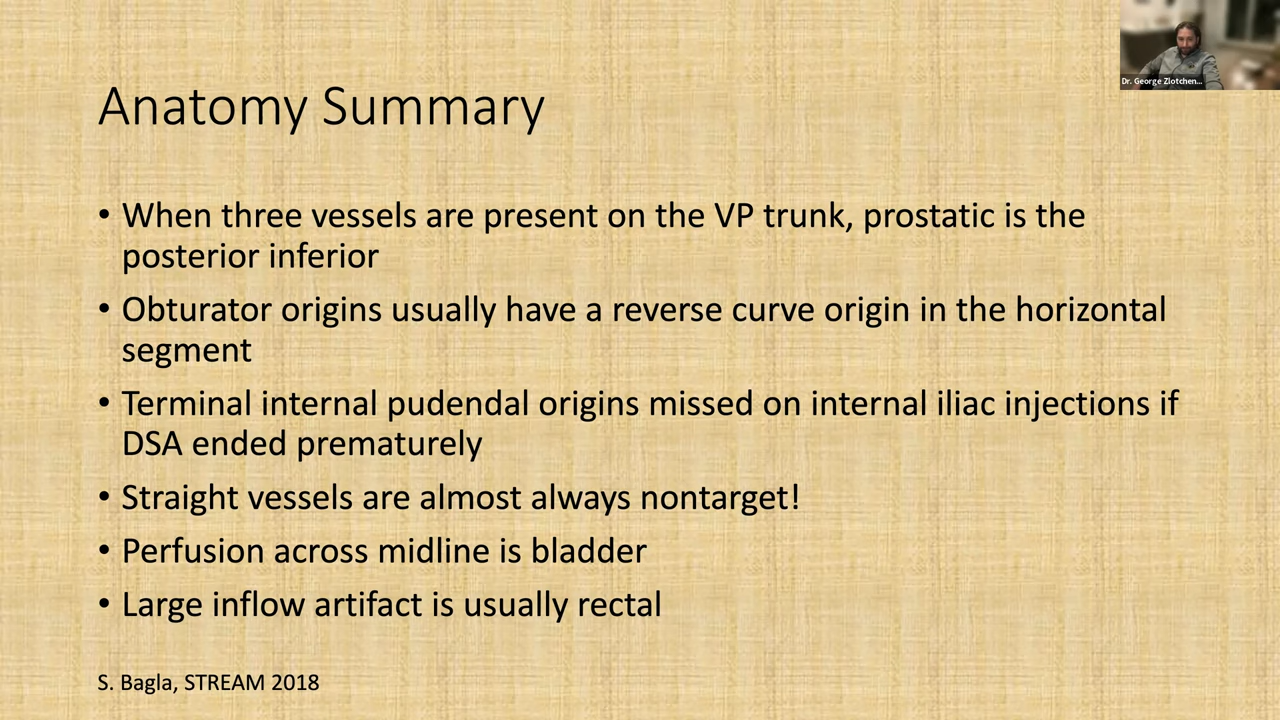 Dr. George Zlotchen...
Anatomy Summary
• When three vessels are present on the VP trunk, prostatic is the
posterior inferior
• Obturator origins usually have a reverse curve origin in the horizontal
segment
• Terminal internal pudendal origins missed on internal iliac injections if
DSA ended prematurely
• Straight vessels are almost always nontarget!
• Perfusion across midline is bladder
• Large inflow artifact is usually rectal
S. Bagla, STREAM 2018